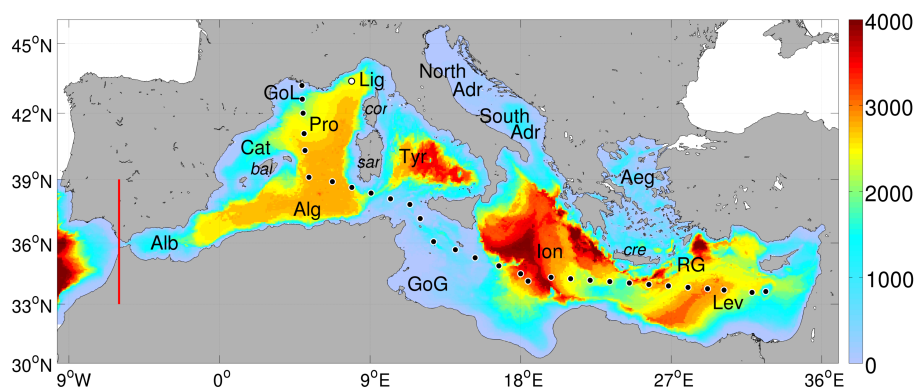 45°N
42°N
39°N
36°N
33°N
30°N
9°W
0°E
9°E
18°E
27°E
36°E
4000
3000
2000
1000
0
North
Adr
South
Adr
GoL
Lig
cor
Pro
Cat
bal
sar
Tyr
Aeg
Alg
Alb
Ion
cre
RG
GoG
Lev